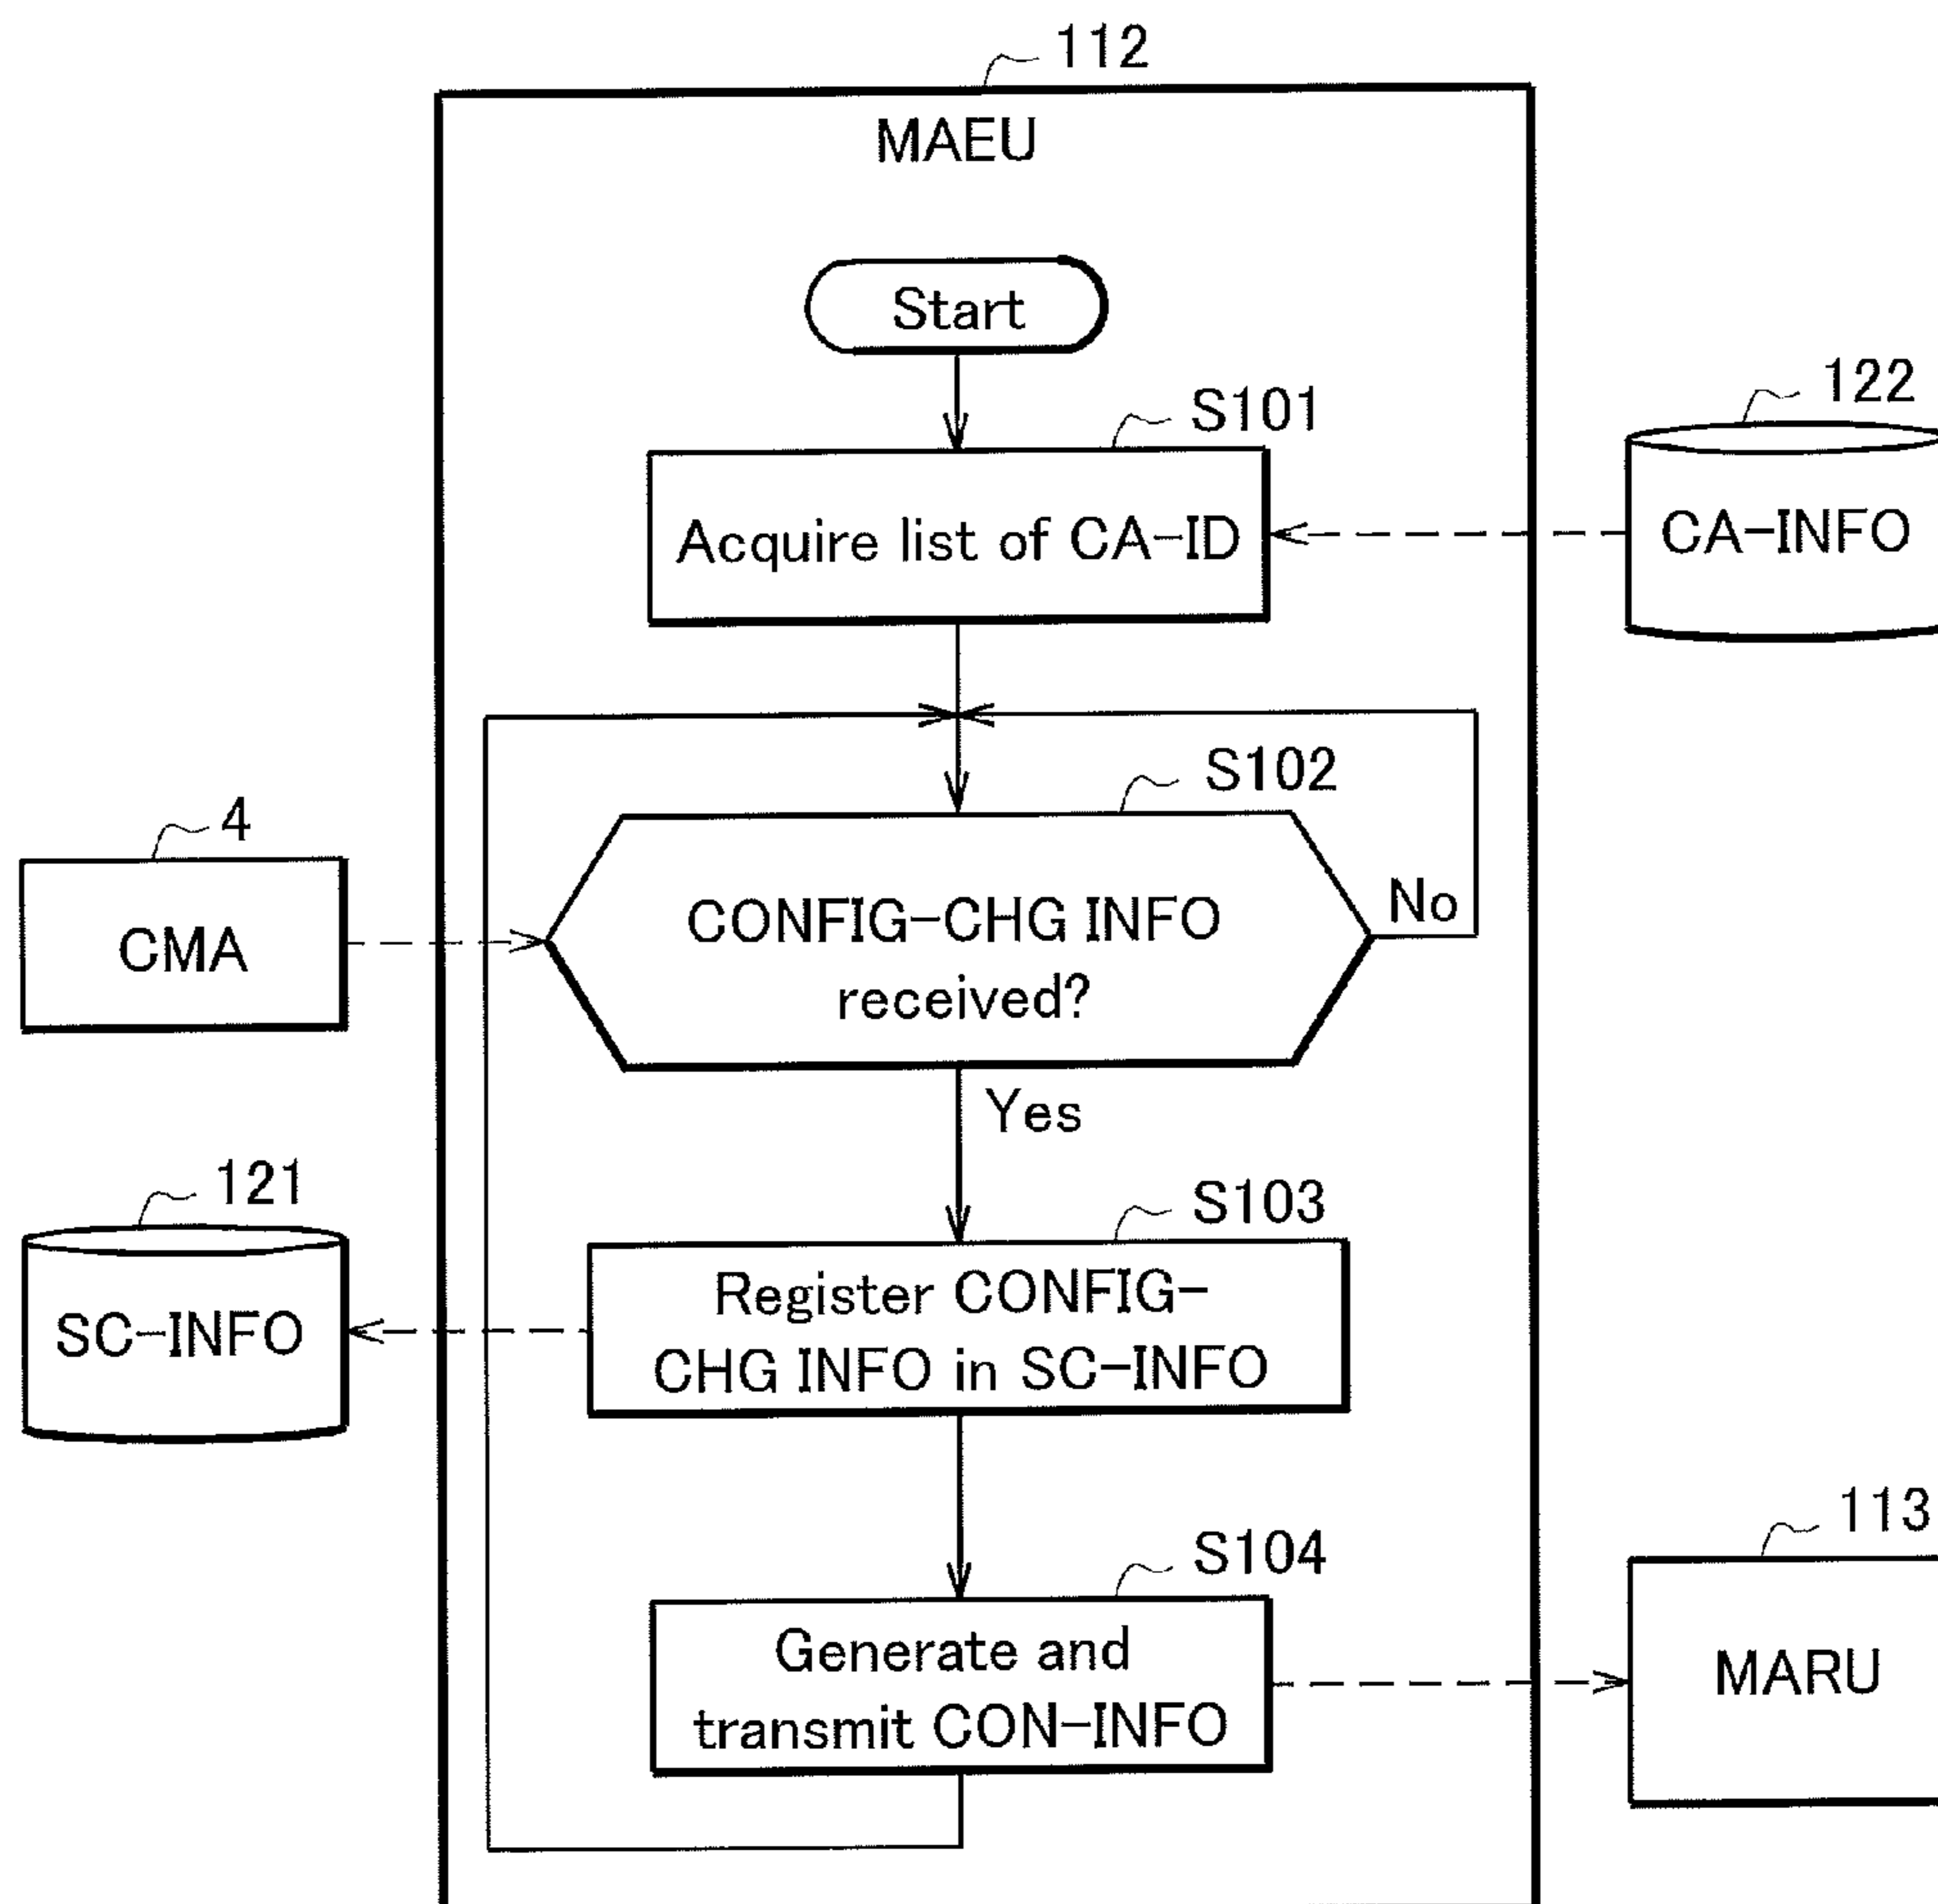 112
MAEU
Start
S101
Acquire list of CA-ID
122
CA-INFO
S102
4
CMA
CONFIG-CHG INFO
received?
No
Yes
121
SC-INFO
S103
Register CONFIG-
CHG INFO in SC-INFO
S104
Generate and
transmit CON-INFO
113
MARU